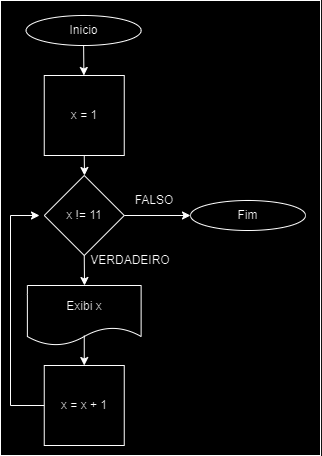 Inicio
x = 1
x != 11
FALSO
Fim
VERDADEIRO
Exibi x
x = x + 1